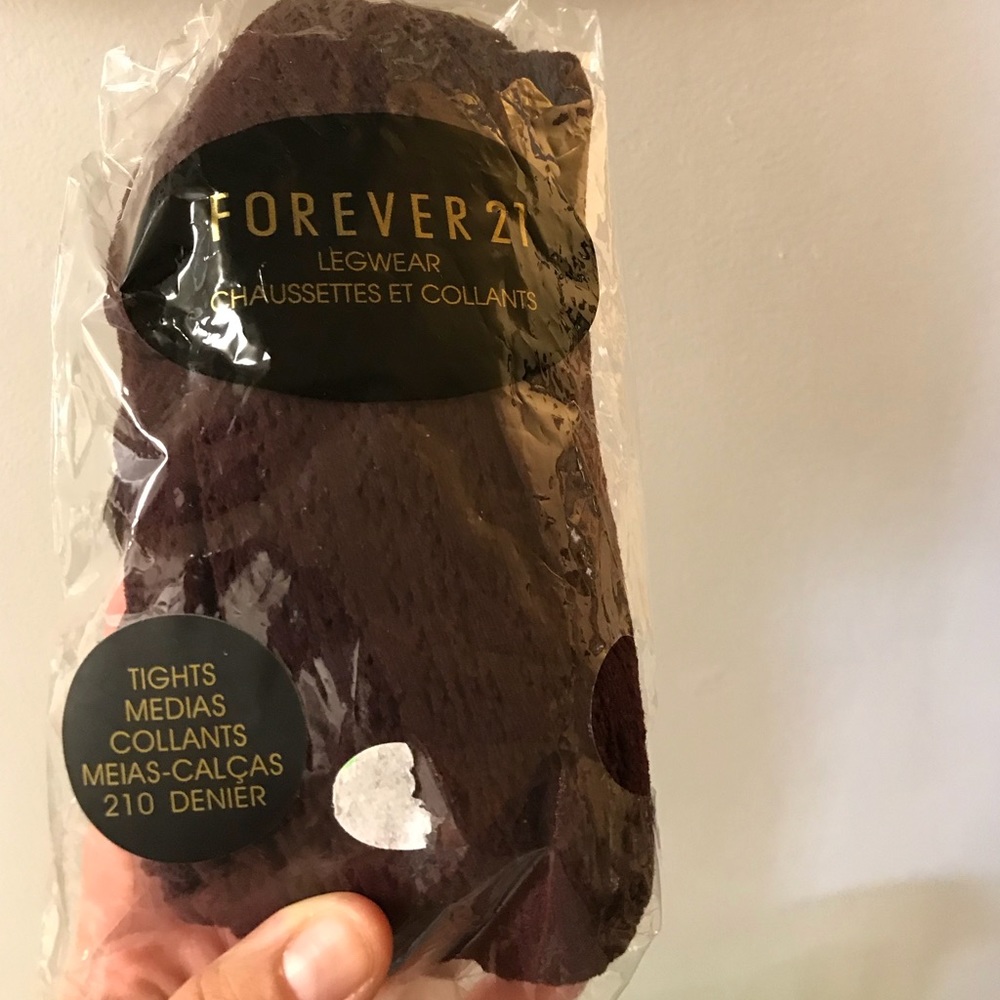 FOREVER 21
LEGWEAR
CHAUSSETTES ET COLLANTS
TIGHTS
MEDIAS
COLLANTS
MEIAS-CALÇAS
210 DENIER